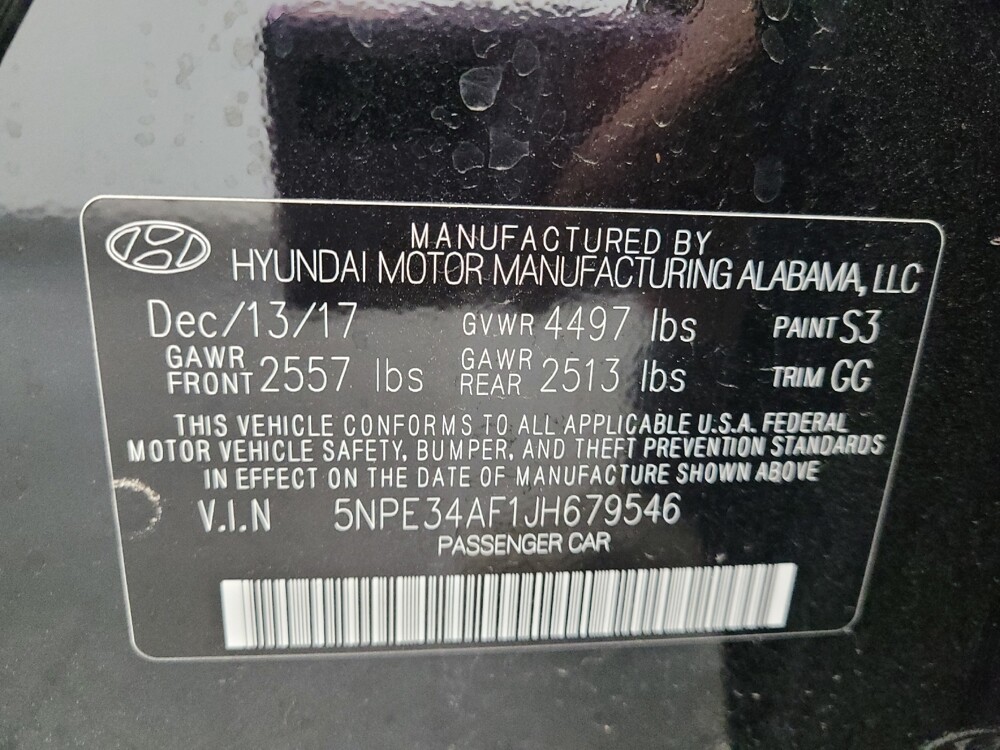 MANUFACTURED BY
HYUNDAI MOTOR MANUFACTURING ALABAMA, LLC
Dec/13/17 GVWR 4497 lbs PAINT S3
GAWR FRONT 2557 lbs GAWR REAR 2513 lbs TRIM GG
THIS VEHICLE CONFORMS TO ALL APPLICABLE U.S.A. FEDERAL
MOTOR VEHICLE SAFETY, BUMPER, AND THEFT PREVENTION STANDARDS
IN EFFECT ON THE DATE OF MANUFACTURE SHOWN ABOVE
V.I.N 5NPE34AF1JH679546
PASSENGER CAR